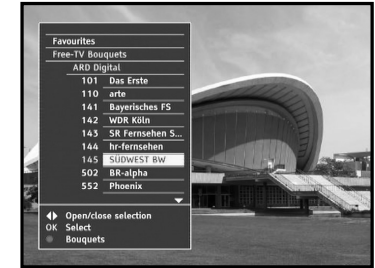 Favourites
Free-TV Bouquets
ARD Digital
101 Das Erste
110 arte
141 Bayerisches FS
142 WDR Köln
143 SR Fernsehen S...
144 hr-fernsehen
145 SÜDWEST BW
502 BR-alpha
552 Phoenix
Open/close selection
OK Select
Bouquets